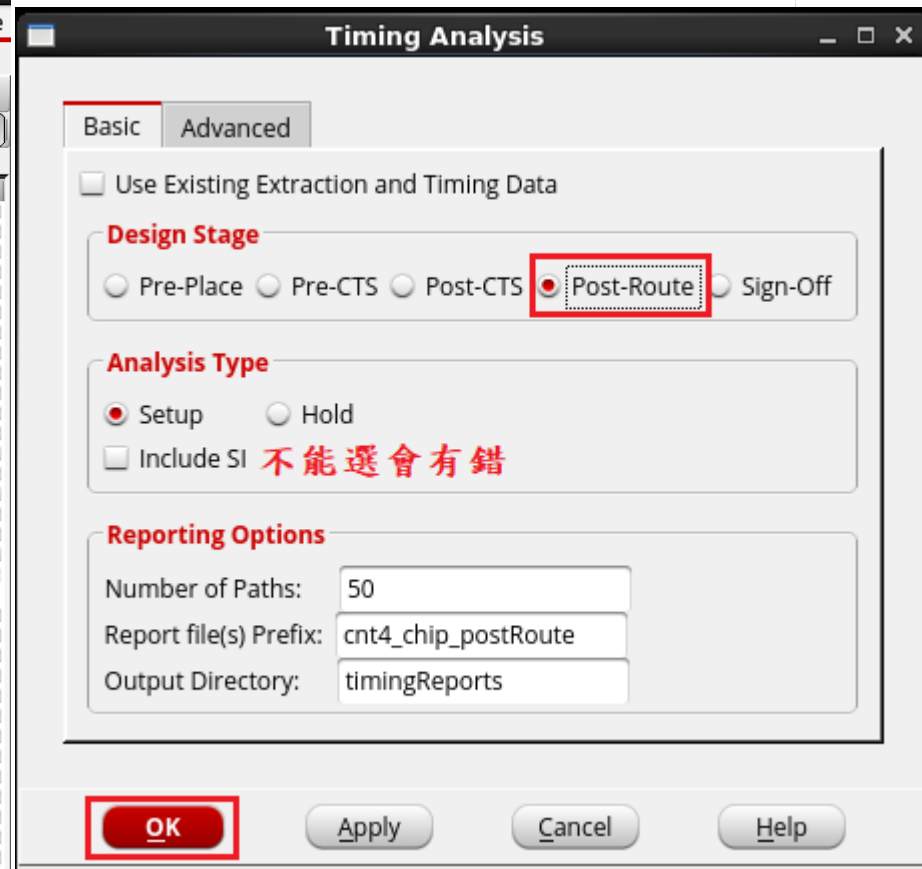 e
Timing Analysis
Basic Advanced
Use Existing Extraction and Timing Data
Design Stage
Pre-Place Pre-CTS Post-CTS Post-Route Sign-Off
Analysis Type
Setup Hold
Include SI 不能選會有錯
Reporting Options
Number of Paths: 50
Report file(s) Prefix: cnt4_chip_postRoute
Output Directory: timingReports
OK Apply Cancel Help